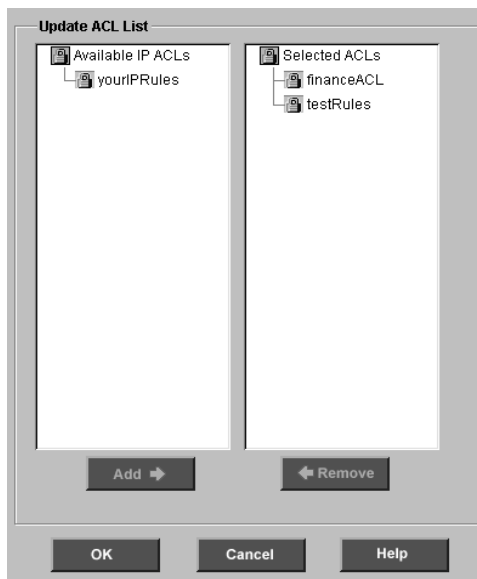 Update ACL List
Available IP ACLs
yourIPRules
Selected ACLs
financeACL
testRules
Add
Remove
OK
Cancel
Help